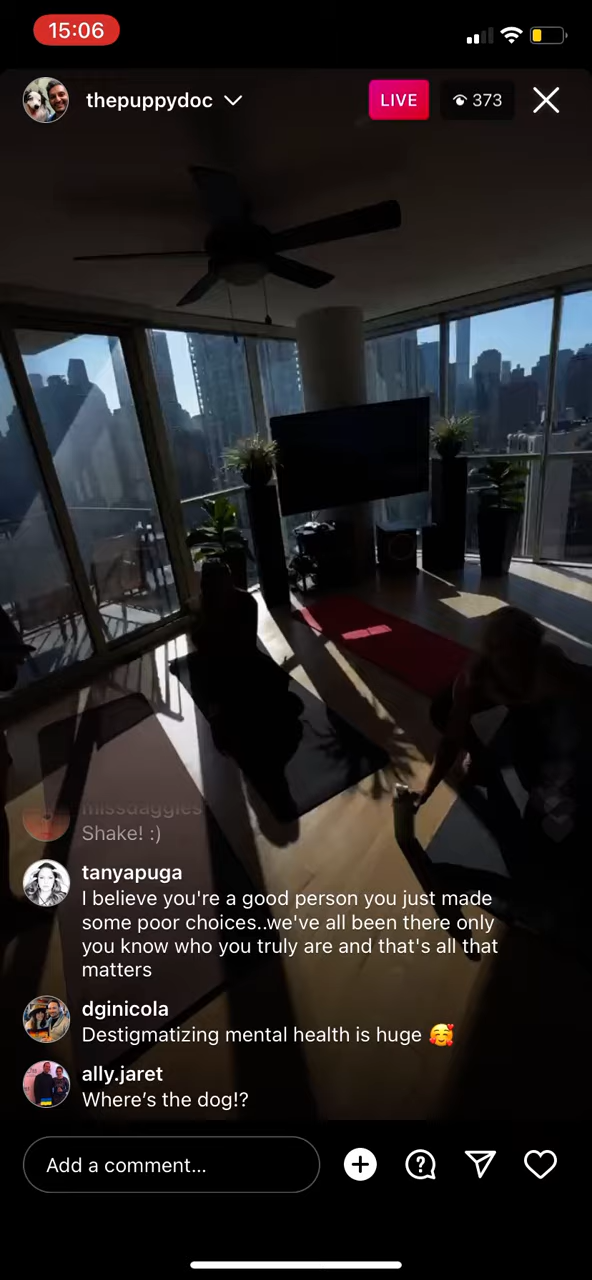 15:06
thepuppydoc
LIVE
373
missdaggles
Shake! :)
tanyapuga
I believe you're a good person you just made
some poor choices..we've all been there only
you know who you truly are and that's all that
matters
dginicola
Destigmatizing mental health is huge 🥰
ally.jaret
Where's the dog!?
Add a comment...